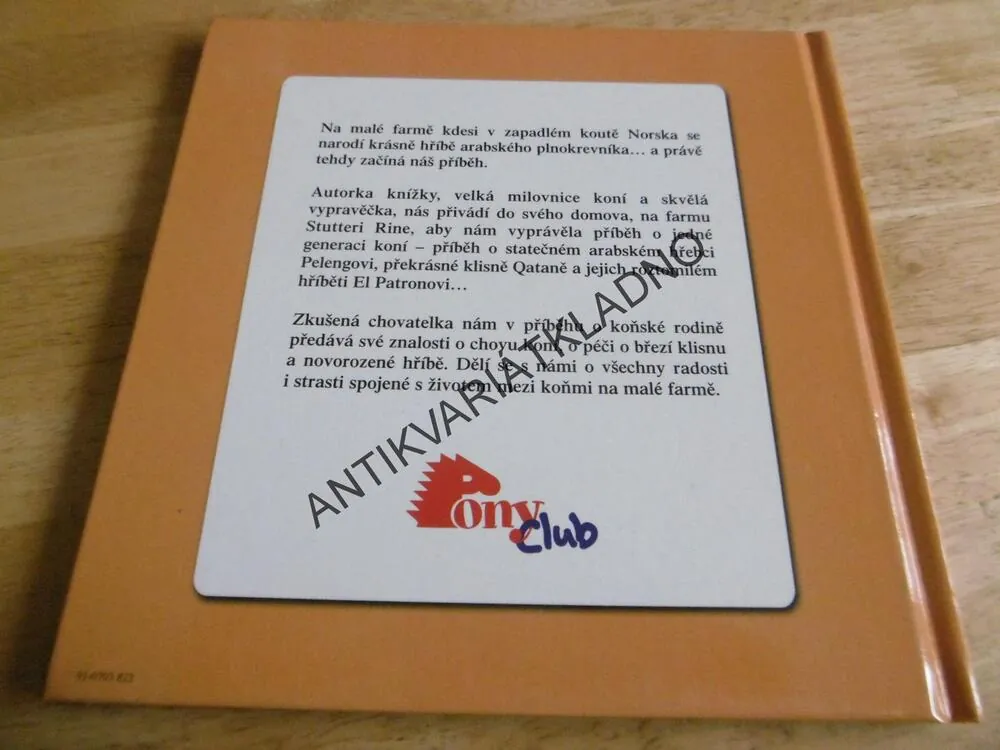 Na malé farmě kdesi v zapadlém koutě Norska se
narodí krásně hříbě arabského plnokrevníka... a právě
tehdy začíná náš příběh.
Autorka knížky, velká milovnice koní a skvělá
vypravěčka, nás přivádí do svého domova, na farmu
Stutteri Rine, aby nám vyprávěla příběh o jedné
generaci koní – příběh o statečném arabském hřebci
Pelengovi, překrásné klisně Qataně a jejich roztomilém
hříběti El Patronovi...
Zkušená chovatelka nám v příběhu o koňské rodině
předává své znalosti o chovu koní, o péči o březí klisnu
a novorozené hříbě. Dělí se s námi o všechny radosti
i strasti spojené s životem mezi koňmi na malé farmě.
ANTIKVARIÁTKLADNO
Pony
club